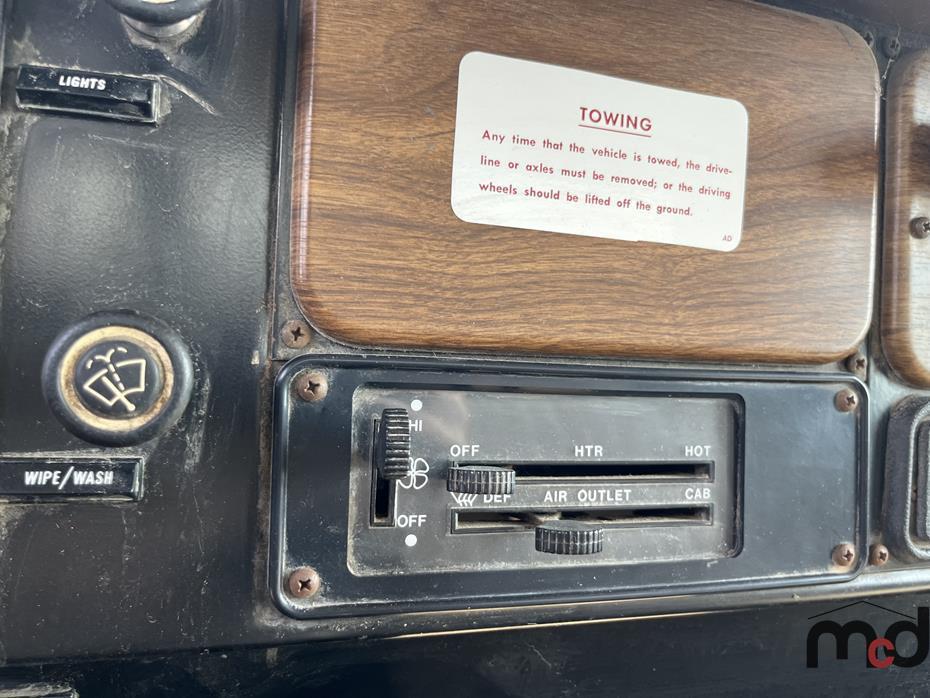 LIGHTS
TOWING
Any time that the vehicle is towed, the drive-
line or axles must be removed; or the driving
wheels should be lifted off the ground.
AD
WIPE/WASH
HI
OFF
OFF HTR HOT
DEF AIR OUTLET CAB
mcd